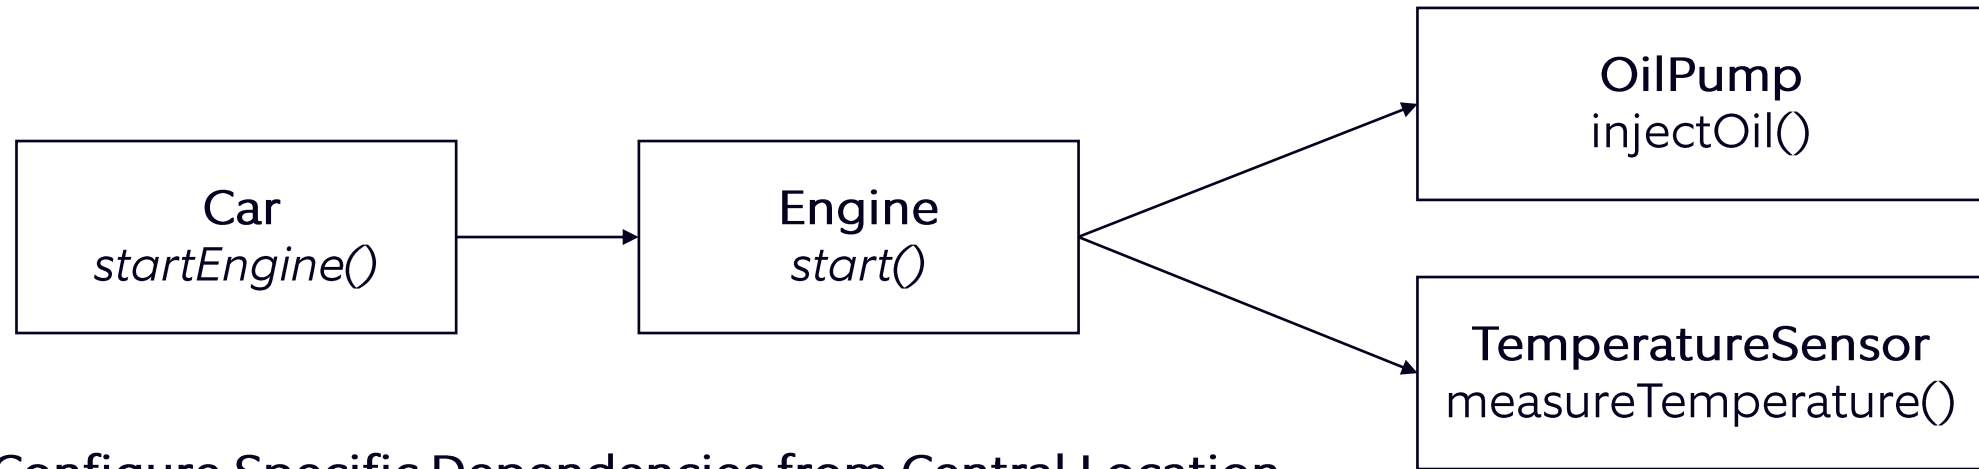 OilPump
injectOil()
Car
startEngine()
Engine
start()
TemperatureSensor
measureTemperature()
Configure Specific Dependencies from Central Location